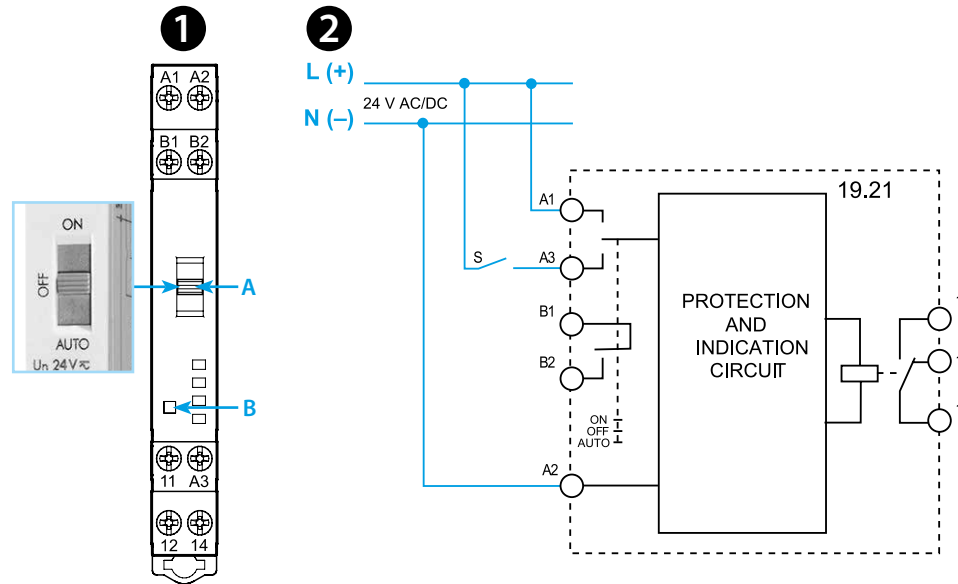 1
A1 A2
B1 B2
ON
OFF
AUTO
Un 24V
A
B
11 A3
12 14
2
L (+)
24 V AC/DC
N (–)
19.21
A1
S
A3
B1
B2
PROTECTION
AND
INDICATION
CIRCUIT
ON
OFF
AUTO
A2